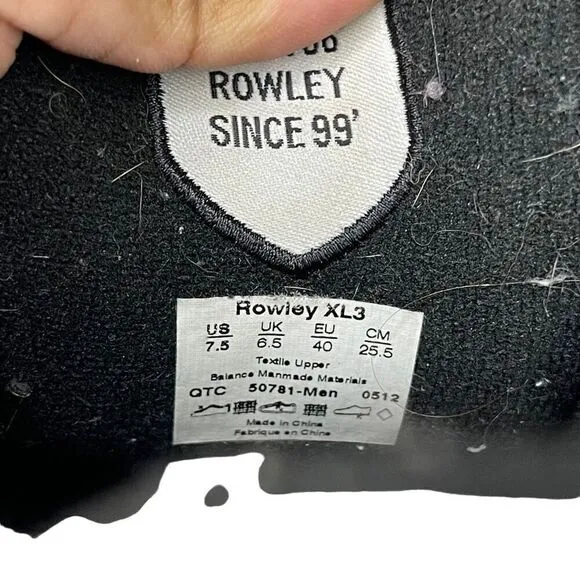 ROWLEY
SINCE 99'
Rowley XL3
US UK EU CM
7.5 6.5 40 25.5
Textile Upper
Balance Manmade Materials
QTC 50781-Men 0512
Made in China
Fabrique en Chine